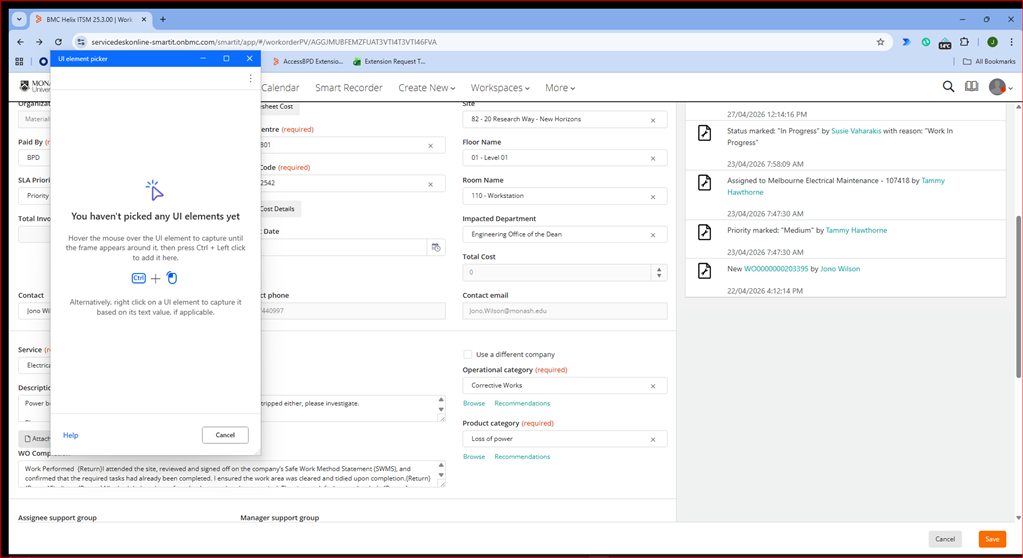 BMC Helix ITSM 25.3.00 | Work
servicedeskonline-smartit.onbmc.com/smartit/app/#/workorderPV/AGGJMUBFEMZFUAT3VTI4T3VTI46FVA
14°C
J
AccessBPD Extensio...
Extension Request T...
All Bookmarks
UI element picker
MON
Univer
Calendar
Smart Recorder
Create New
Workspaces
More
You haven't picked any UI elements yet
Hover the mouse over the UI element to capture until
the frame appears around it, then press Ctrl + Left click
to add it here.
Ctrl +
Alternatively, right click on a UI element to capture it
based on its text value, if applicable.
Help
Cancel
Organizat
Material
Paid By (r
BPD
SLA Prior
Priority
Total Invo
Contact
Jono Wi
Service (r
Electrica
Descriptio
Power b
Attach
WO Comp
Work Performed {Return}I attended the site, reviewed and signed off on the company's Safe Work Method Statement (SWMS), and
confirmed that the required tasks had already been completed. I ensured the work area was cleared and tidied upon completion.{Return}
Assignee support group
Manager support group
esheet Cost
entre (required)
801
Code (required)
2542
Cost Details
Date
ct phone
440997
tripped either, please investigate.
Site
82 - 20 Research Way - New Horizons
Floor Name
01 - Level 01
Room Name
110 - Workstation
Impacted Department
Engineering Office of the Dean
Total Cost
0
Contact email
Jono.Wilson@monash.edu
Use a different company
Operational category (required)
Corrective Works
Browse Recommendations
Product category (required)
Loss of power
Browse Recommendations
27/04/2026 12:14:16 PM
Status marked: "In Progress" by Susie Vaharakis with reason: "Work In
Progress"
23/04/2026 7:58:09 AM
Assigned to Melbourne Electrical Maintenance - 107418 by Tammy
Hawthorne
23/04/2026 7:47:30 AM
Priority marked: "Medium" by Tammy Hawthorne
23/04/2026 7:47:30 AM
New WO0000000203395 by Jono Wilson
22/04/2026 4:12:14 PM
Cancel
Save